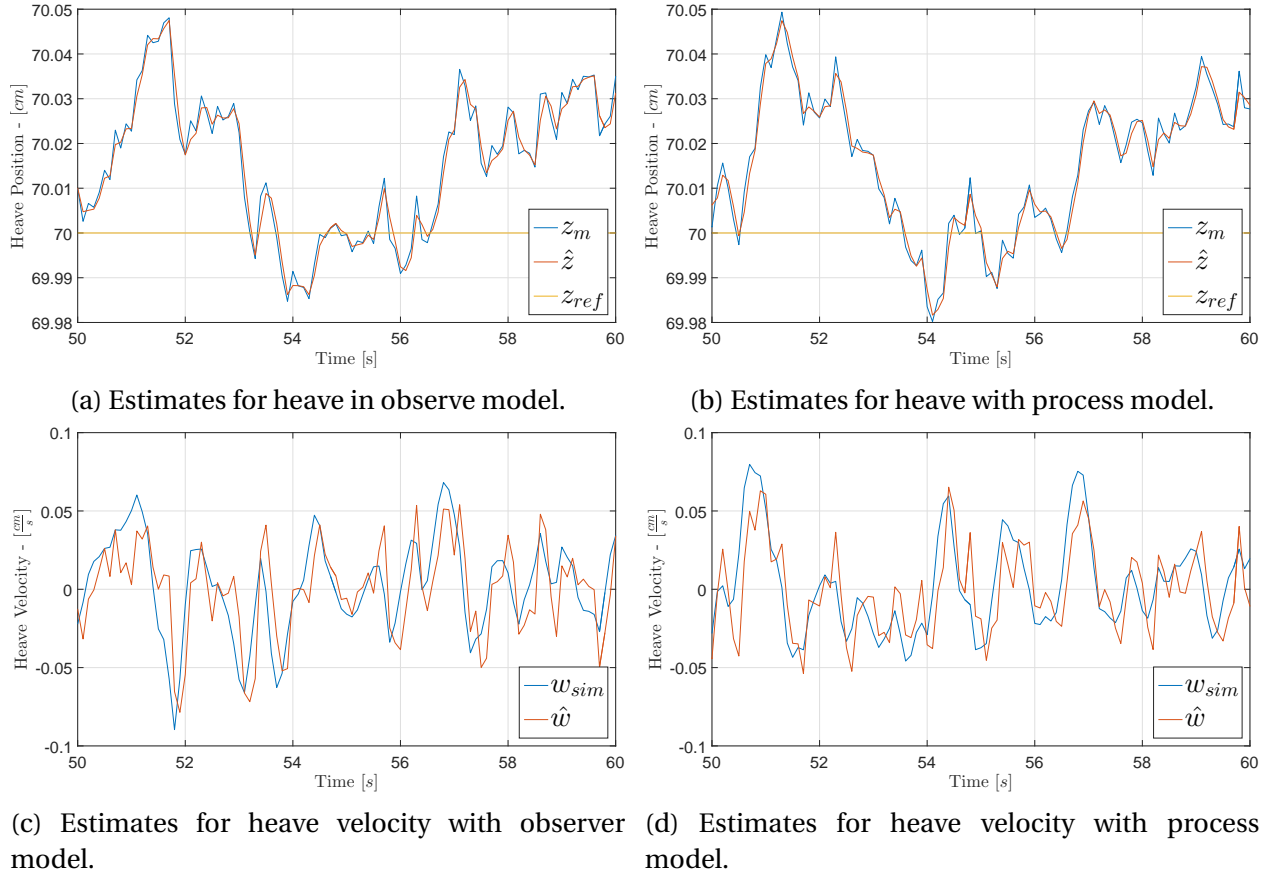 70.05
70.04
70.03
70.02
70.01
70
69.99
69.98
Heave Position - [cm]
50 52 54 56 58 60
Time [s]
z_m
ẑ
z_ref
(a) Estimates for heave in observe model.
70.05
70.04
70.03
70.02
70.01
70
69.99
69.98
Heave Position - [cm]
50 52 54 56 58 60
Time [s]
z_m
ẑ
z_ref
(b) Estimates for heave with process model.
0.1
0.05
0
-0.05
-0.1
Heave Velocity - [cm/s]
50 52 54 56 58 60
Time [s]
w_sim
ŵ
(c) Estimates for heave velocity with observer
model.
0.1
0.05
0
-0.05
-0.1
Heave Velocity - [cm/s]
50 52 54 56 58 60
Time [s]
w_sim
ŵ
(d) Estimates for heave velocity with process
model.